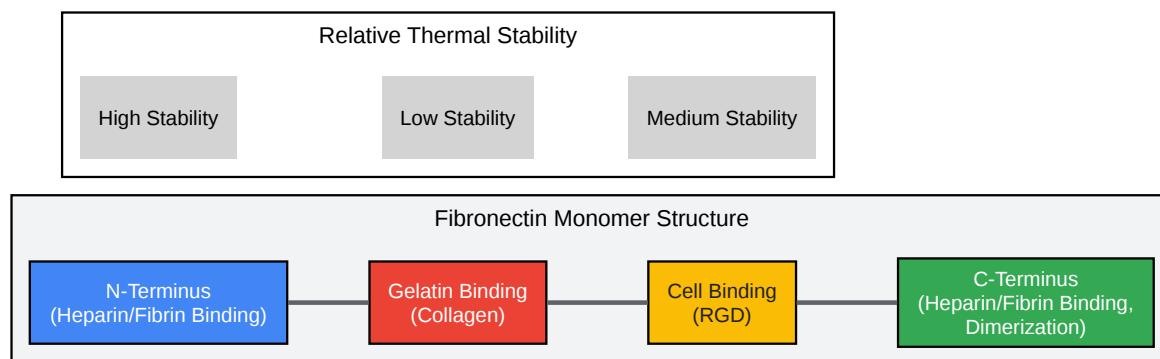 Relative Thermal Stability
High Stability
Low Stability
Medium Stability
Fibronectin Monomer Structure
N-Terminus
(Heparin/Fibrin Binding)
Gelatin Binding
(Collagen)
Cell Binding
(RGD)
C-Terminus
(Heparin/Fibrin Binding,
Dimerization)